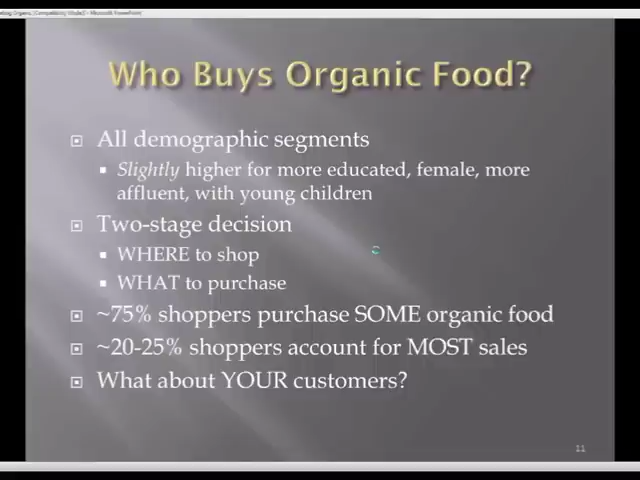 Who Buys Organic Food?
All demographic segments
Slightly higher for more educated, female, more
affluent, with young children
Two-stage decision
WHERE to shop
WHAT to purchase
~75% shoppers purchase SOME organic food
~20-25% shoppers account for MOST sales
What about YOUR customers?
11